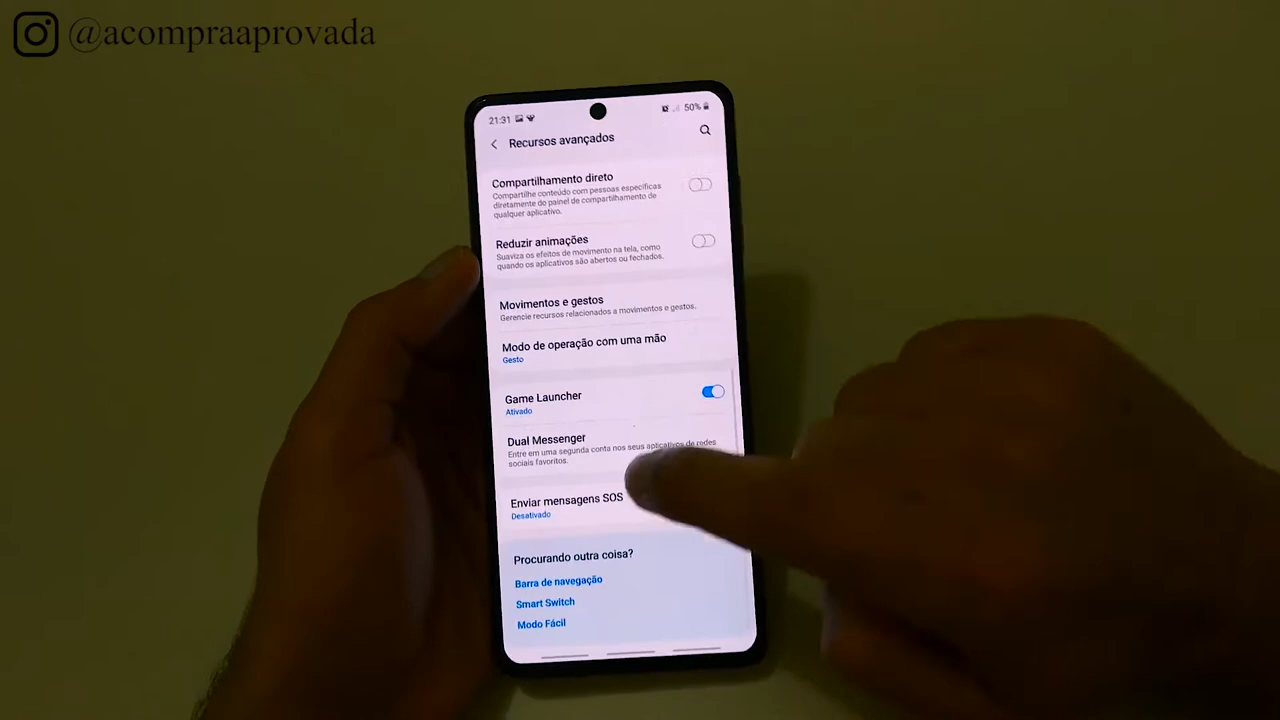 @acompraaprovada
21:31
50%
Recursos avançados
Compartilhamento direto
Compartilhe conteúdo com pessoas específicas
diretamente do painel de compartilhamento de
qualquer aplicativo.
Reduzir animações
Suaviza os efeitos de movimento na tela, como
quando os aplicativos são abertos ou fechados.
Movimentos e gestos
Gerencie recursos relacionados a movimentos e gestos.
Modo de operação com uma mão
Gesto
Game Launcher
Ativado
Dual Messenger
Entre em uma segunda conta nos seus aplicativos de redes
sociais favoritos.
Enviar mensagens SOS
Desativado
Procurando outra coisa?
Barra de navegação
Smart Switch
Modo Fácil